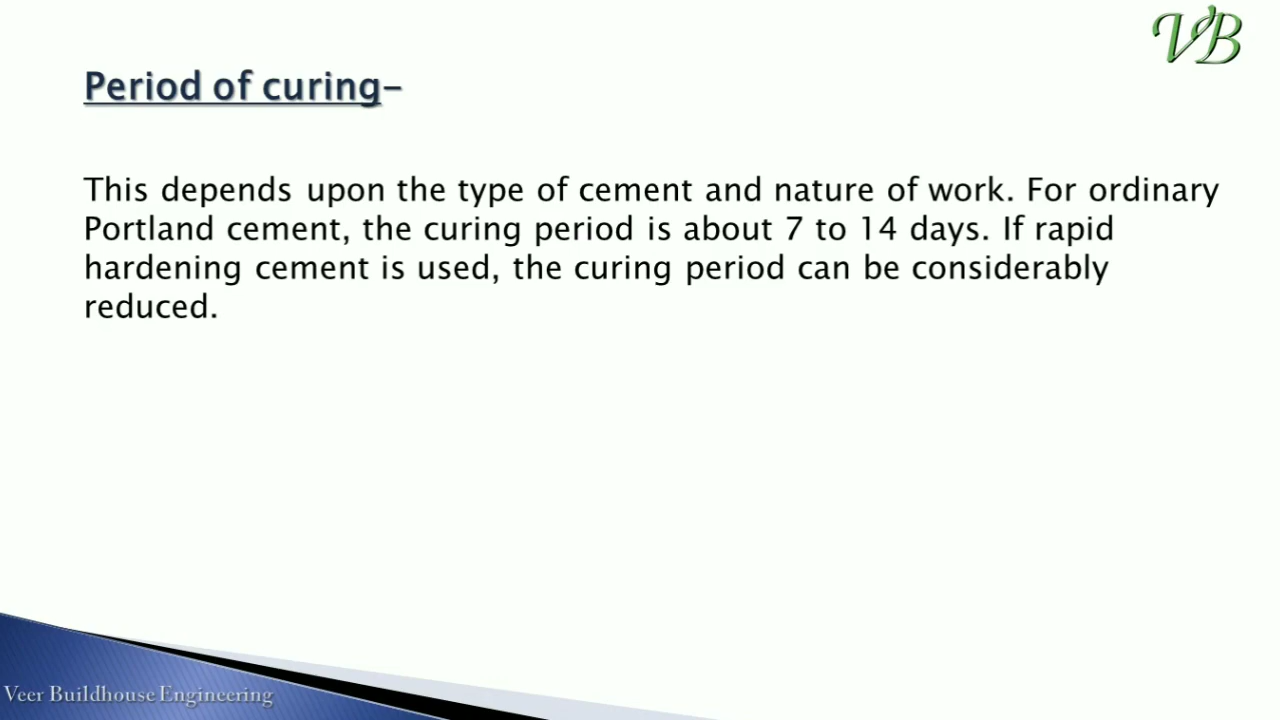 VB
Period of curing-
This depends upon the type of cement and nature of work. For ordinary
Portland cement, the curing period is about 7 to 14 days. If rapid
hardening cement is used, the curing period can be considerably
reduced.
Veer Buildhouse Engineering